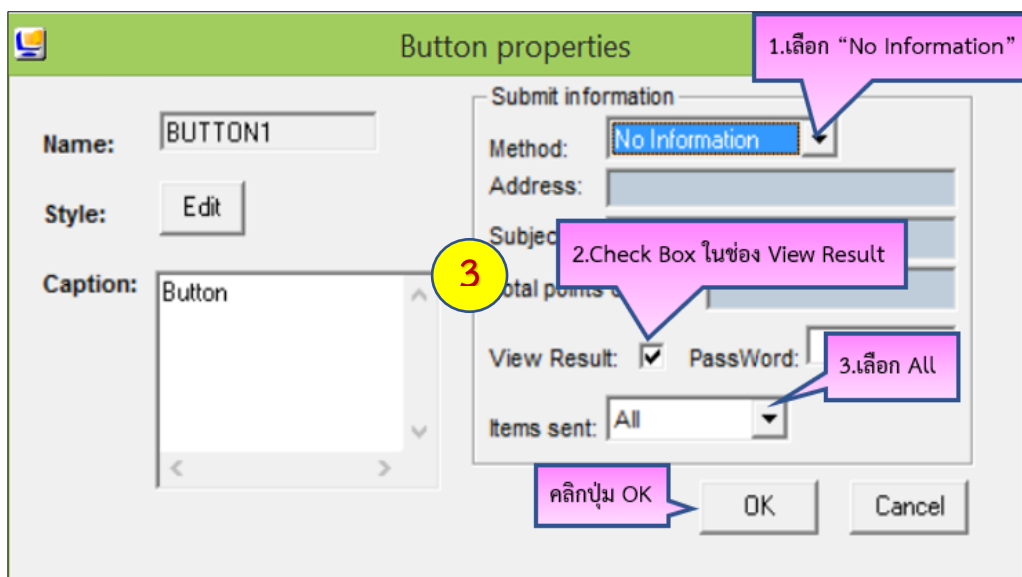 Button properties
1.เลือก “No Information”
Name:
BUTTON1
Style:
Edit
Caption:
Button
3
Submit information
Method:
No Information
Address:
Subjec
2.Check Box ในช่อง View Result
otal points
View Result:
PassWord:
3.เลือก All
Items sent:
All
คลิกปุ่ม OK
OK
Cancel